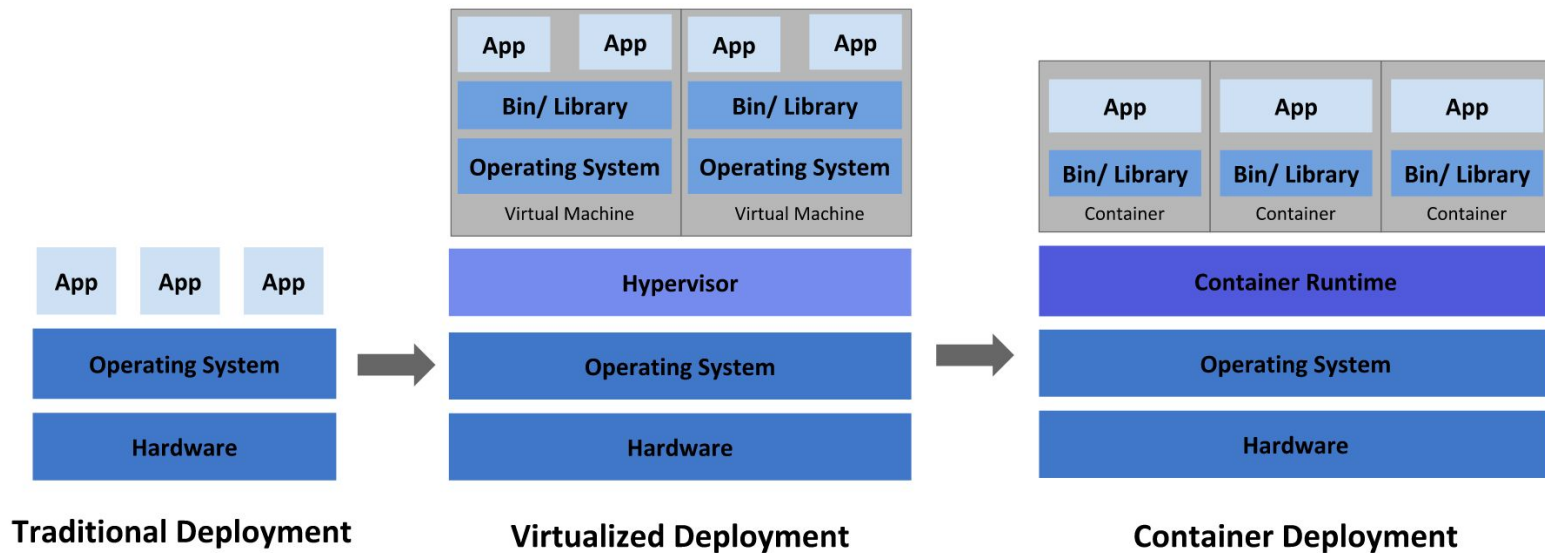 App
App
App
Operating System
Hardware
Traditional Deployment
App
App
Bin/ Library
Operating System
Virtual Machine
App
App
Bin/ Library
Operating System
Virtual Machine
Hypervisor
Operating System
Hardware
Virtualized Deployment
App
Bin/ Library
Container
App
Bin/ Library
Container
App
Bin/ Library
Container
Container Runtime
Operating System
Hardware
Container Deployment